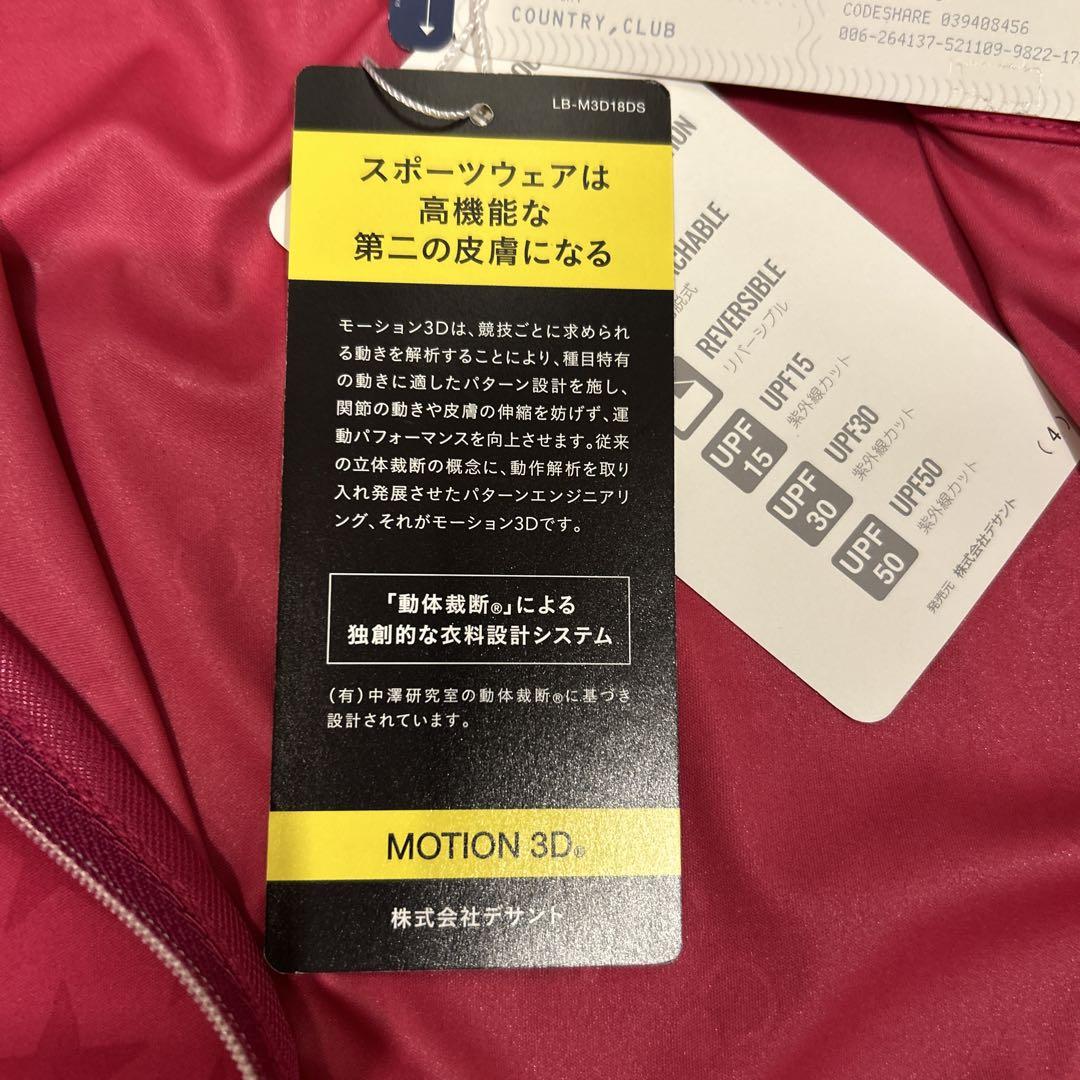 COUNTRY,CLUB
CODESHARE 039408456
006-264137-521109-9822-17
LB-M3D18DS
スポーツウェアは
高機能な
第二の皮膚になる
モーション3Dは、競技ごとに求められ
る動きを解析することにより、種目特有
の動きに適したパターン設計を施し、
関節の動きや皮膚の伸縮を妨げず、運
動パフォーマンスを向上させます。従来
の立体裁断の概念に、動作解析を取り
入れ発展させたパターンエンジニアリ
ング、それがモーション3Dです。
「動体裁断®」による
独創的な衣料設計システム
(有)中澤研究室の動体裁断®に基づき
設計されています。
MOTION 3D®
株式会社デサント
脱式
REVERSIBLE
リバーシブル
UPF
15
UPF15
紫外線カット
UPF
30
UPF30
紫外線カット
UPF
50
UPF50
紫外線カット
発売元 株式会社デサント
(4)